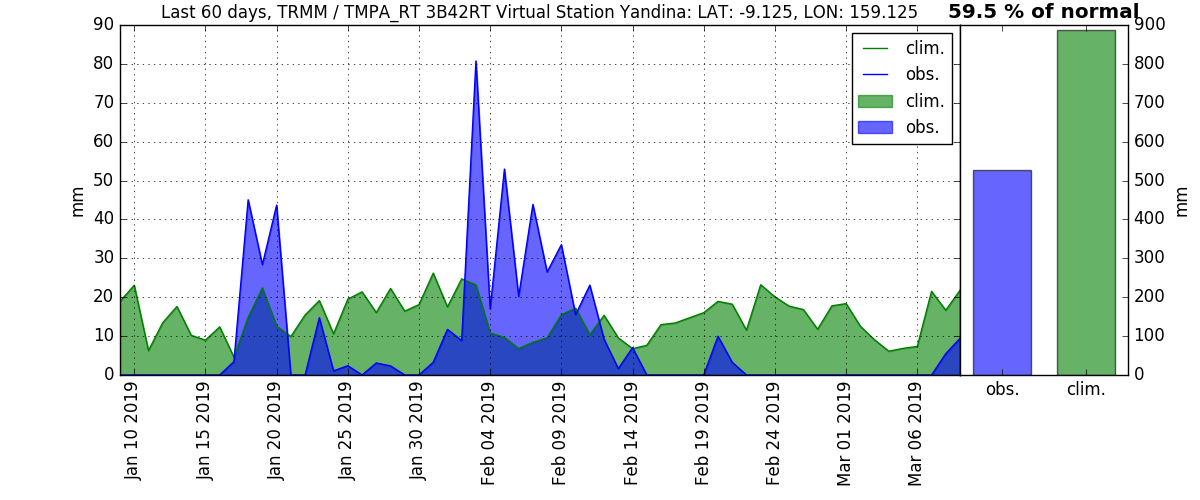 Last 60 days, TRMM / TMPA_RT 3B42RT Virtual Station Yandina: LAT: -9.125, LON: 159.125
59.5 % of normal
90
80
70
60
50
40
30
20
10
0
mm
clim.
obs.
clim.
obs.
Jan 10 2019
Jan 15 2019
Jan 20 2019
Jan 25 2019
Jan 30 2019
Feb 04 2019
Feb 09 2019
Feb 14 2019
Feb 19 2019
Feb 24 2019
Mar 01 2019
Mar 06 2019
900
800
700
600
500
400
300
200
100
0
mm
obs.
clim.